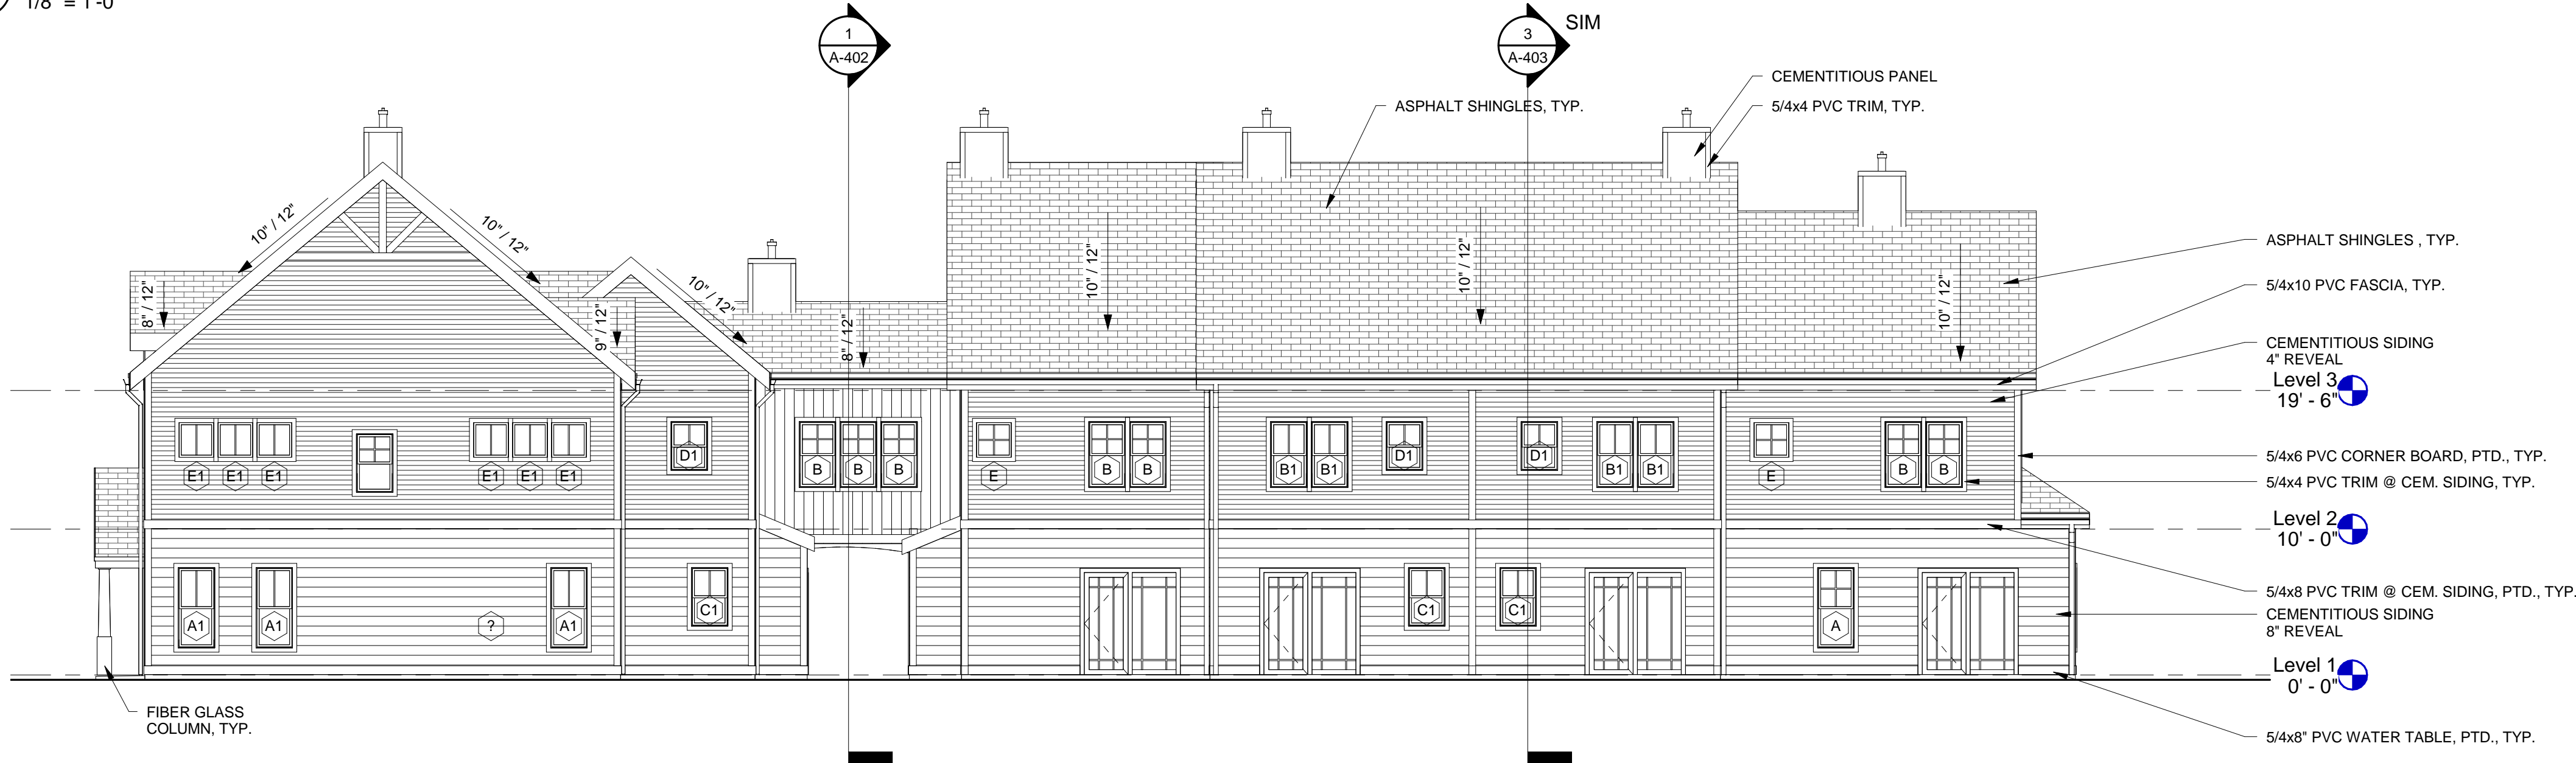 1/8" = 1'-0"
1
A-402
3
A-403
SIM
CEMENTITIOUS PANEL
ASPHALT SHINGLES, TYP.
5/4x4 PVC TRIM, TYP.
10" / 12"
10" / 12"
8" / 12"
9" / 12"
10" / 12"
8" / 12"
10" / 12"
10" / 12"
10" / 12"
ASPHALT SHINGLES , TYP.
5/4x10 PVC FASCIA, TYP.
CEMENTITIOUS SIDING
4" REVEAL
Level 3
19' - 6"
E1 E1 E1 E1 E1 E1 D1 B B B E B B B1 B1 D1 D1 B1 B1 E B B
5/4x6 PVC CORNER BOARD, PTD., TYP.
5/4x4 PVC TRIM @ CEM. SIDING, TYP.
Level 2
10' - 0"
5/4x8 PVC TRIM @ CEM. SIDING, PTD., TYP.
CEMENTITIOUS SIDING
8" REVEAL
A1 A1 ? A1 C1 C1 C1 A
Level 1
0' - 0"
FIBER GLASS
COLUMN, TYP.
5/4x8" PVC WATER TABLE, PTD., TYP.